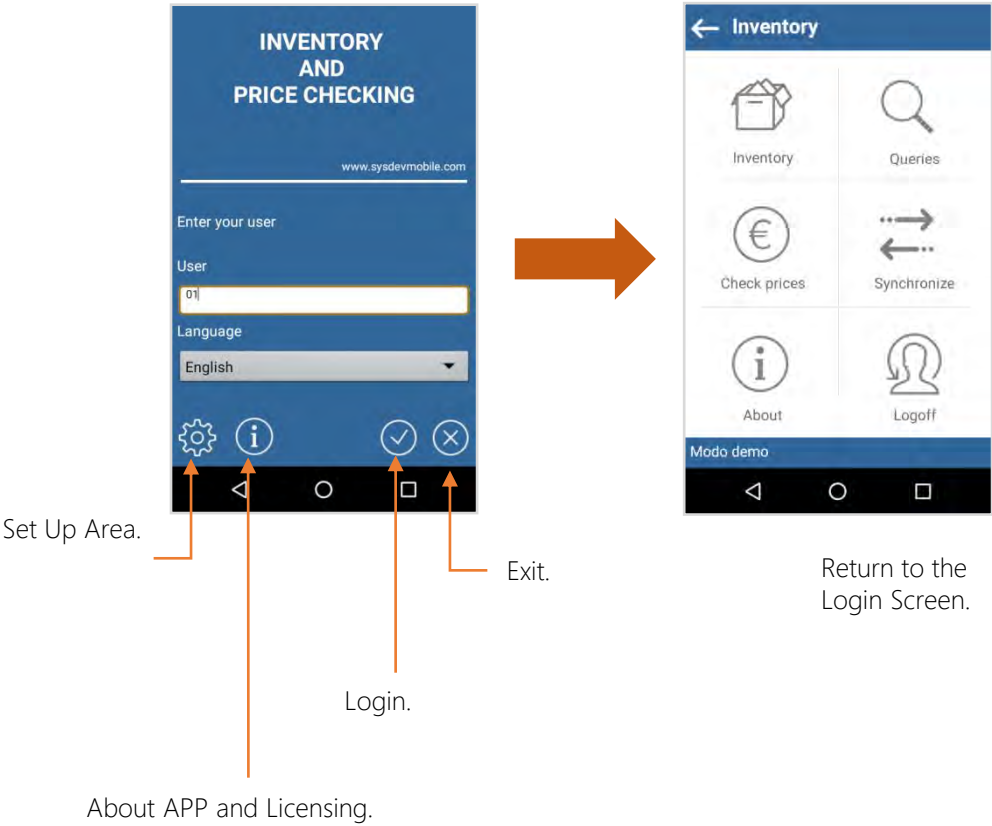 INVENTORY
AND
PRICE CHECKING
www.sysdevmobile.com
Enter your user
User
01
Language
English
Inventory
Inventory
Queries
Check prices
Synchronize
About
Logoff
Modo demo
Set Up Area.
Exit.
Return to the
Login Screen.
Login.
About APP and Licensing.